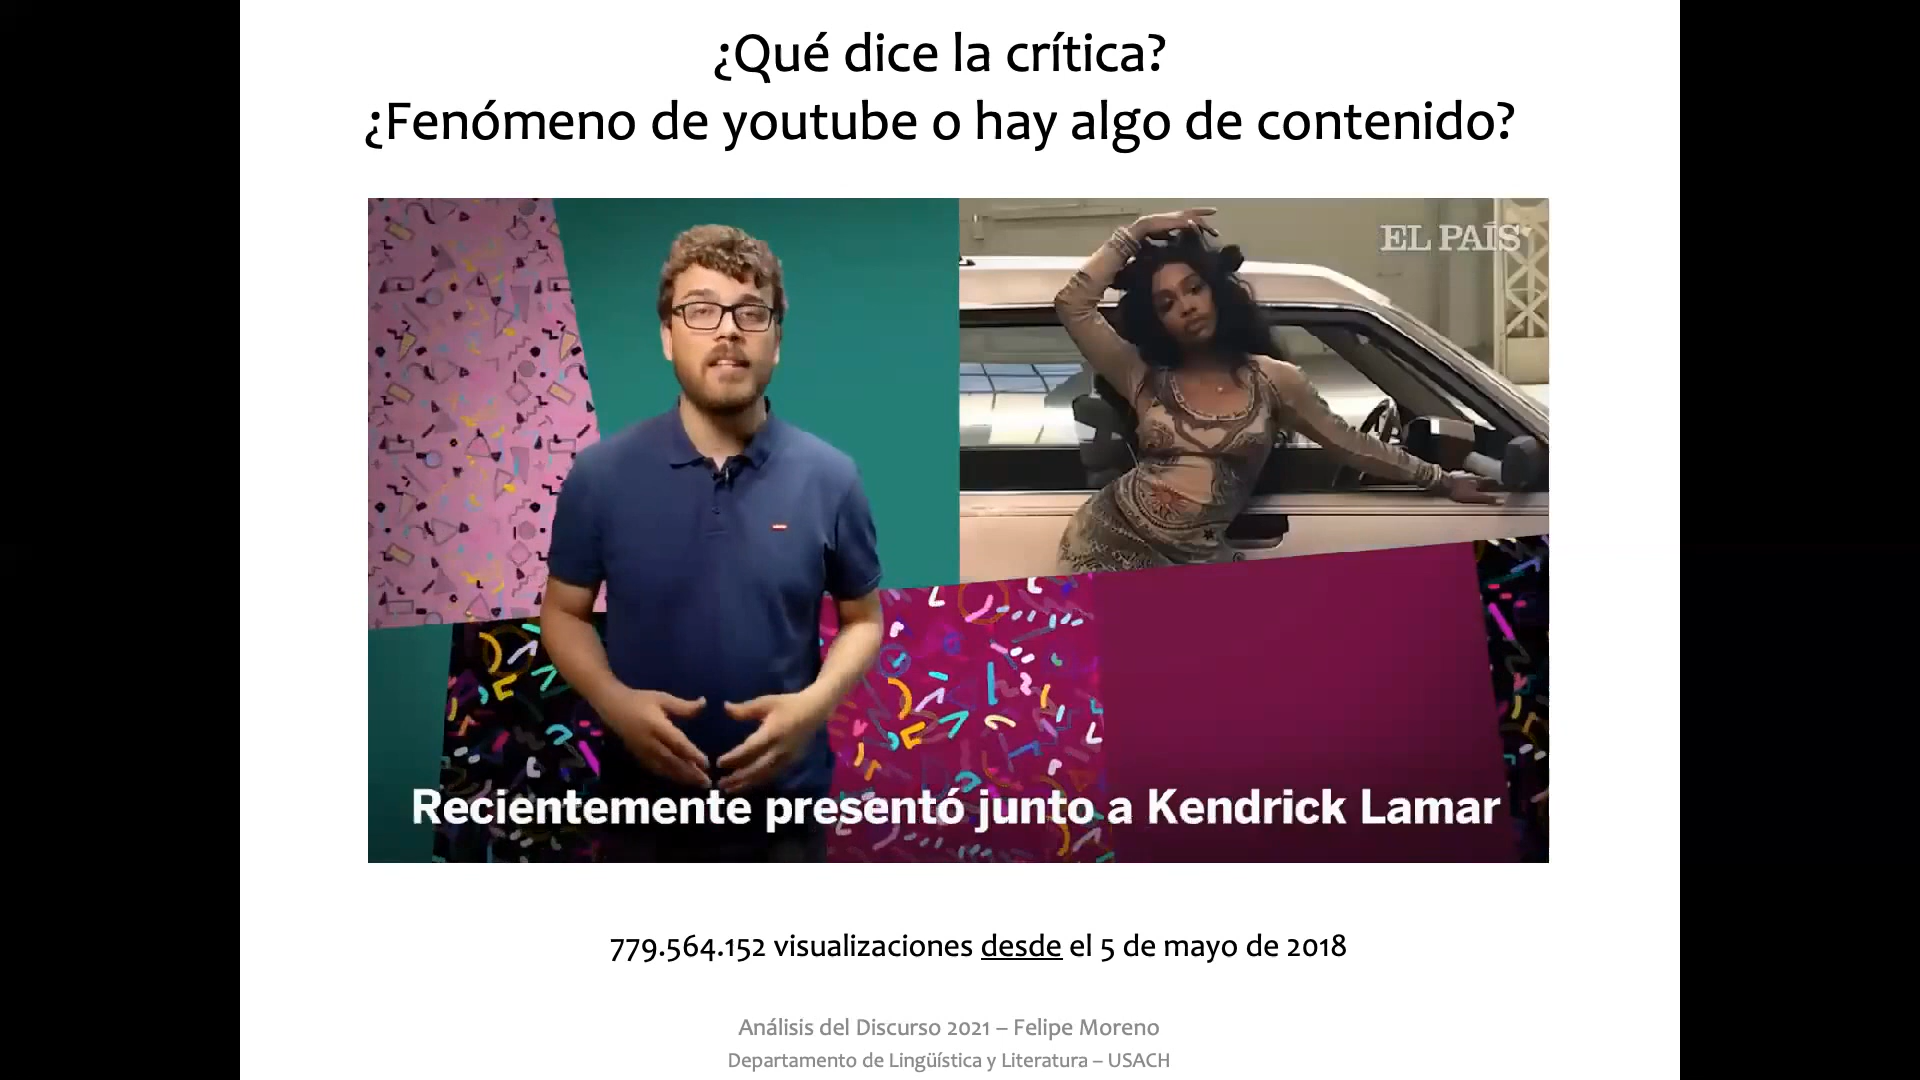 ¿Qué dice la crítica?
¿Fenómeno de youtube o hay algo de contenido?
EL PAÍS
Recientemente presentó junto a Kendrick Lamar
779.564.152 visualizaciones desde el 5 de mayo de 2018
Análisis del Discurso 2021 – Felipe Moreno
Departamento de Lingüística y Literatura – USACH